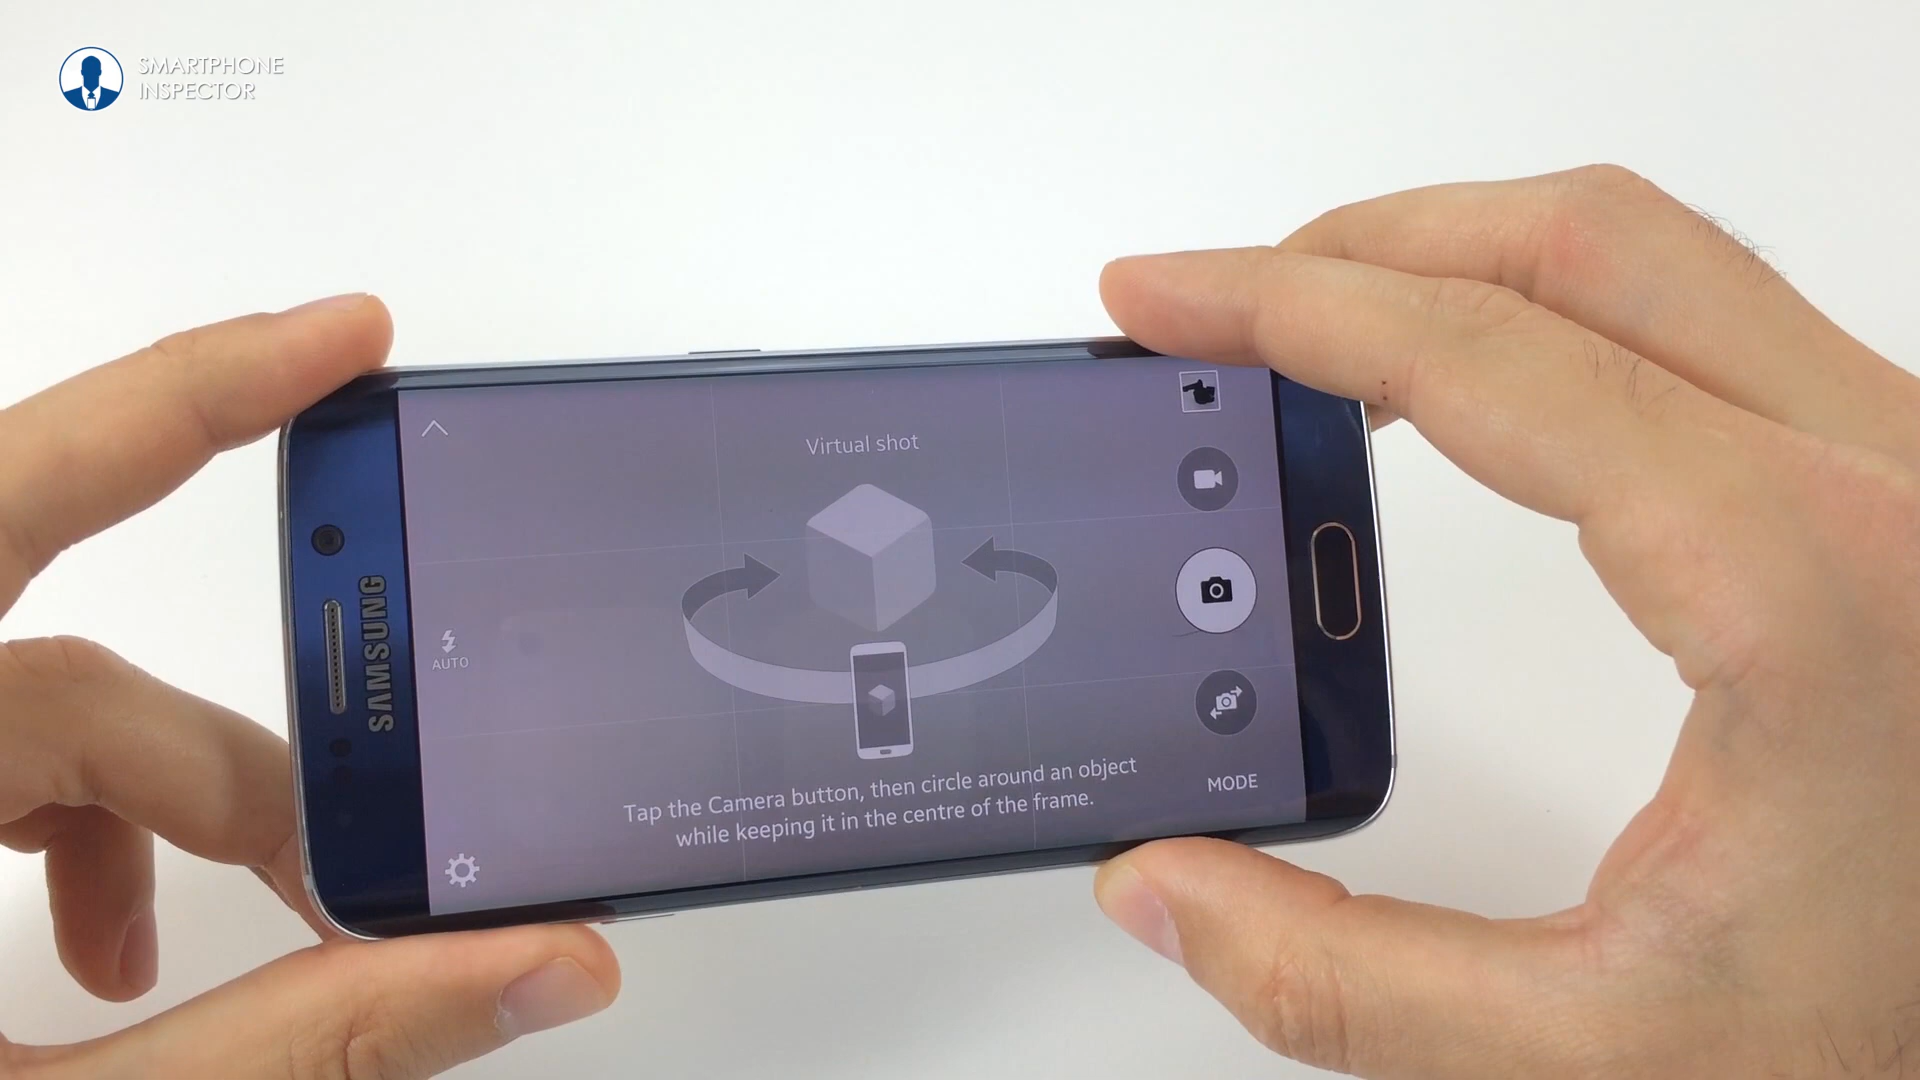 SMARTPHONE
INSPECTOR
Virtual shot
AUTO
SAMSUNG
Tap the Camera button, then circle around an object
while keeping it in the centre of the frame.
MODE